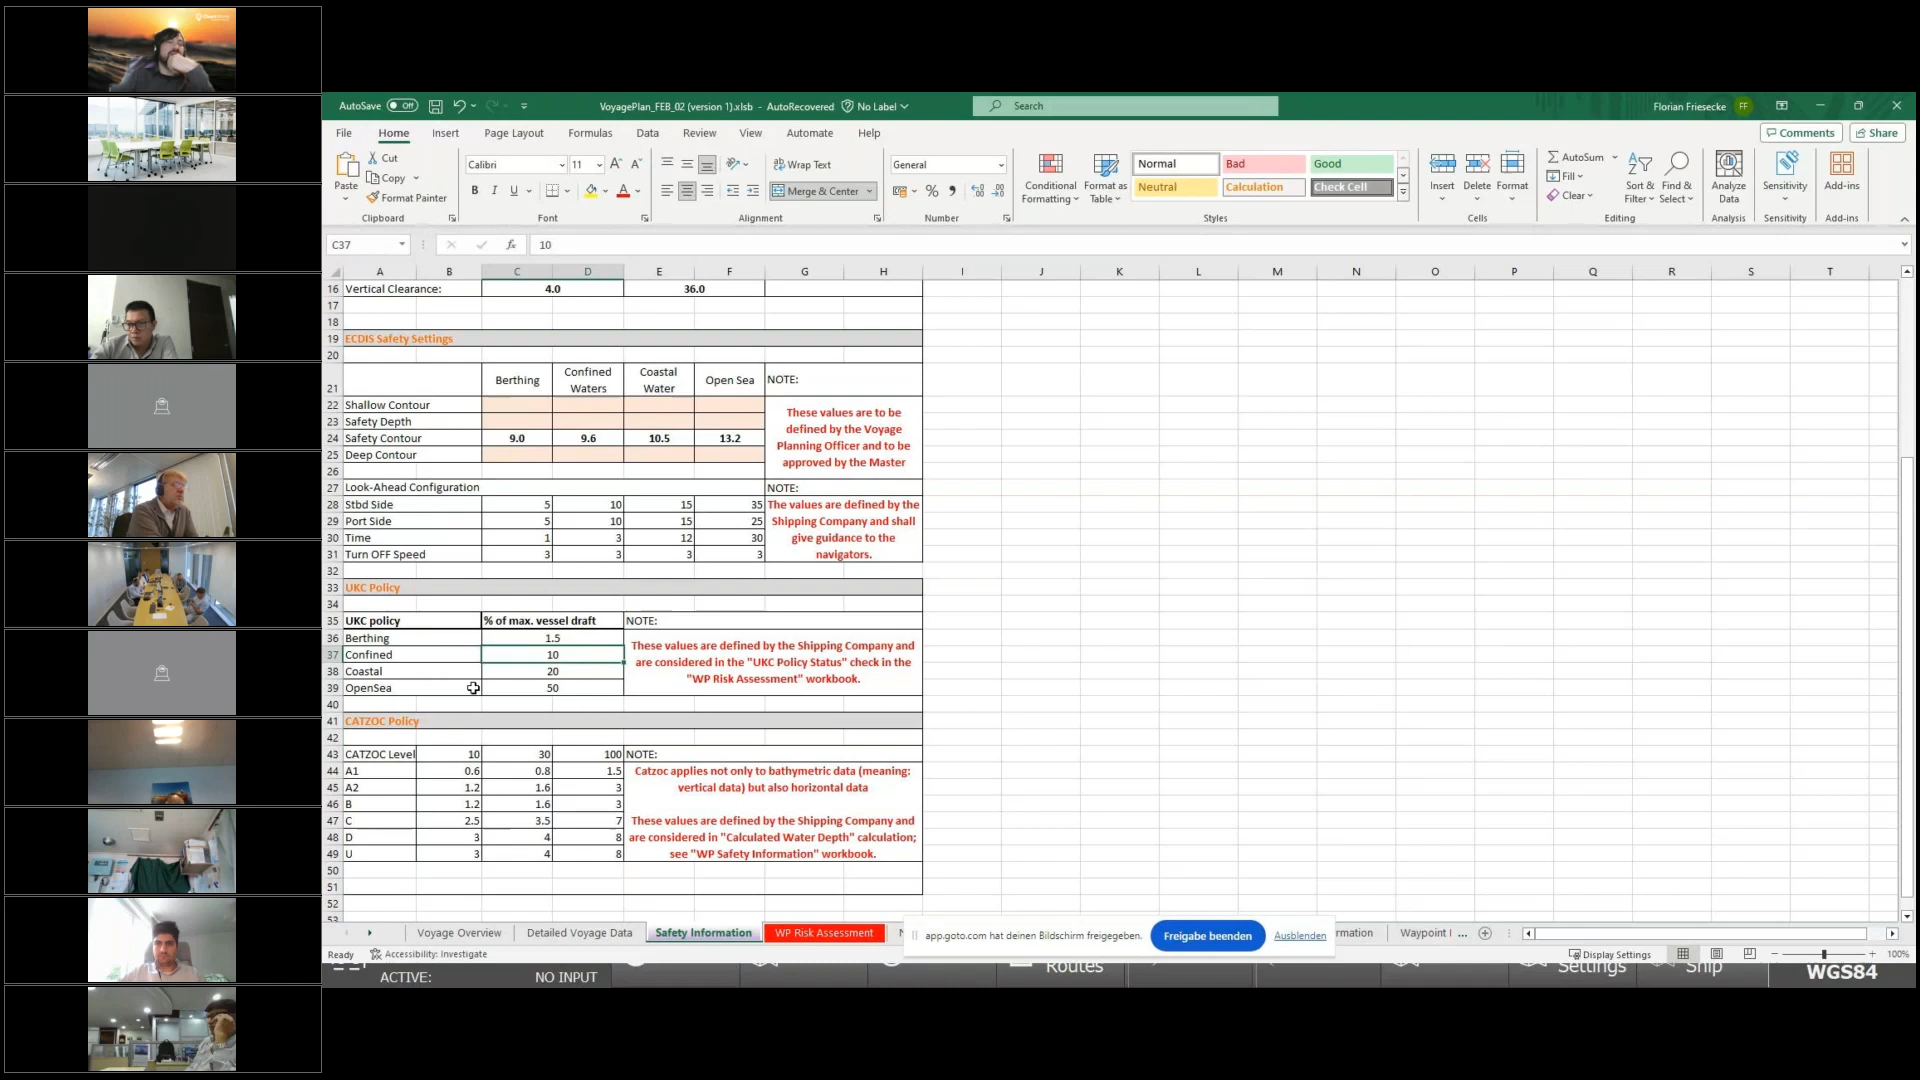 AutoSave Off VoyagePlan_FEB_02 (version 1).xlsb - AutoRecovered No Label Search Florian Friesecke FF
File Home Insert Page Layout Formulas Data Review View Automate Help Comments Share
Paste Cut Copy Format Painter Clipboard
Calibri 11 B I U Font
Wrap Text Merge & Center Alignment
General % Number
Conditional Formatting Format as Table
Normal Bad Good
Neutral Calculation Check Cell
Styles
Insert Delete Format Cells
AutoSum Fill Clear Sort & Filter Find & Select Editing
Analyze Data Analysis
Sensitivity Sensitivity
Add-ins Add-ins
C37 fx 10
A B C D E F G H I J K L M N O P Q R S T
16 Vertical Clearance: 4.0 36.0
17
18
19 ECDIS Safety Settings
20
21 Berthing Confined Waters Coastal Water Open Sea NOTE:
22 Shallow Contour
23 Safety Depth
24 Safety Contour 9.0 9.6 10.5 13.2
25 Deep Contour
These values are to be
defined by the Voyage
Planning Officer and to be
approved by the Master
26
27 Look-Ahead Configuration NOTE:
28 Stbd Side 5 10 15 35
29 Port Side 5 10 15 25
30 Time 1 3 12 30
31 Turn OFF Speed 3 3 3 3
The values are defined by the
Shipping Company and shall
give guidance to the
navigators.
32
33 UKC Policy
34
35 UKC policy % of max. vessel draft NOTE:
36 Berthing 1.5
37 Confined 10
38 Coastal 20
39 OpenSea 50
These values are defined by the Shipping Company and
are considered in the "UKC Policy Status" check in the
"WP Risk Assessment" workbook.
40
41 CATZOC Policy
42
43 CATZOC Level 10 30 100 NOTE:
44 A1 0.6 0.8 1.5
45 A2 1.2 1.6 3
46 B 1.2 1.6 3
47 C 2.5 3.5 7
48 D 3 4 8
49 U 3 4 8
Catzoc applies not only to bathymetric data (meaning:
vertical data) but also horizontal data
These values are defined by the Shipping Company and
are considered in "Calculated Water Depth" calculation;
see "WP Safety Information" workbook.
50
51
52
53
Voyage Overview Detailed Voyage Data Safety Information WP Risk Assessment rmation Waypoint I ...
app.goto.com hat deinen Bildschirm freigegeben. Freigabe beenden Ausblenden
Ready Accessibility: Investigate Display Settings 100%
ACTIVE: NO INPUT Routes Settings Ship WGS84